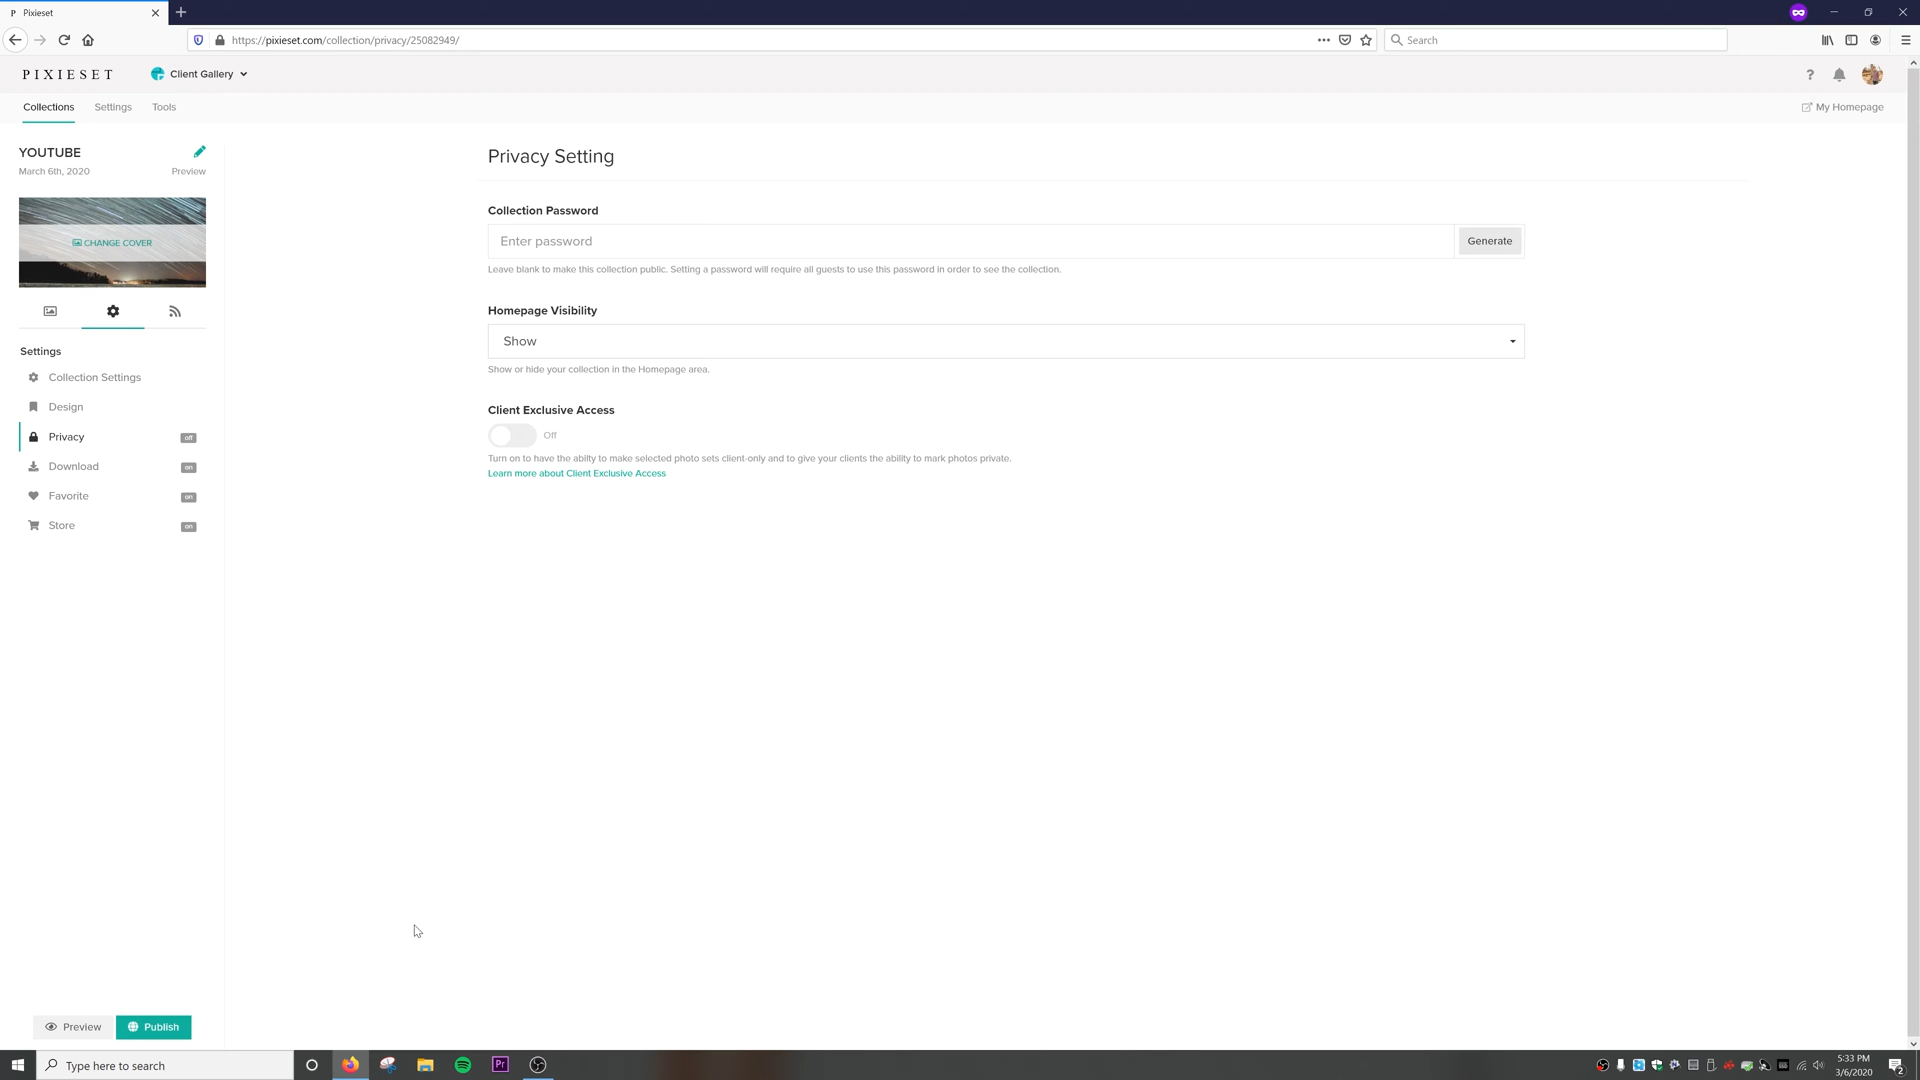 P Pixieset
https://pixieset.com/collection/privacy/25082949/
Search
PIXIESET
Client Gallery
Collections
Settings
Tools
My Homepage
YOUTUBE
March 6th, 2020
Preview
CHANGE COVER
Settings
Collection Settings
Design
Privacy
off
Download
on
Favorite
on
Store
on
Privacy Setting
Collection Password
Enter password
Generate
Leave blank to make this collection public. Setting a password will require all guests to use this password in order to see the collection.
Homepage Visibility
Show
Show or hide your collection in the Homepage area.
Client Exclusive Access
Off
Turn on to have the abilty to make selected photo sets client-only and to give your clients the ability to mark photos private.
Learn more about Client Exclusive Access
Preview
Publish
Type here to search
Pr
5:33 PM
3/6/2020
2